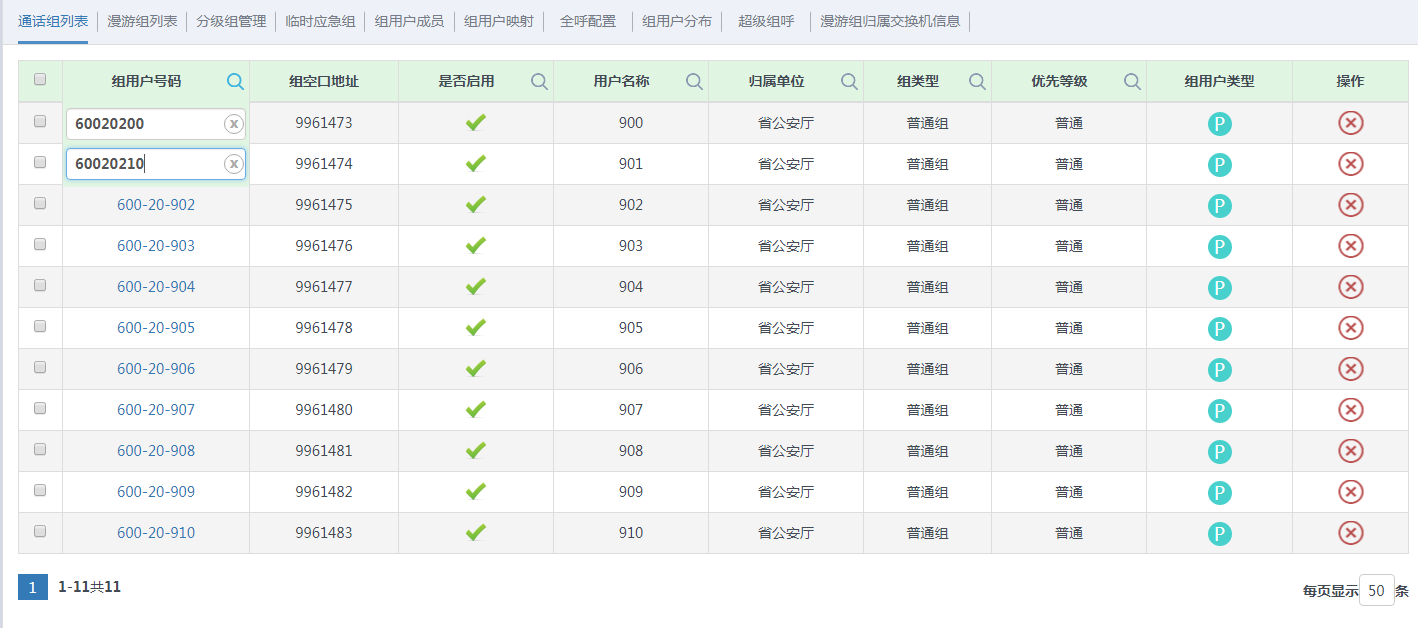 通话组列表 漫游组列表 分级组管理 临时应急组 组用户成员 组用户映射 全呼配置 组用户分布 超级组呼 漫游组归属交换机信息
组用户号码 组空口地址 是否启用 用户名称 归属单位 组类型 优先等级 组用户类型 操作
60020200 x 9961473 900 省公安厅 普通组 普通 P
60020210 x 9961474 901 省公安厅 普通组 普通 P
600-20-902 9961475 902 省公安厅 普通组 普通 P
600-20-903 9961476 903 省公安厅 普通组 普通 P
600-20-904 9961477 904 省公安厅 普通组 普通 P
600-20-905 9961478 905 省公安厅 普通组 普通 P
600-20-906 9961479 906 省公安厅 普通组 普通 P
600-20-907 9961480 907 省公安厅 普通组 普通 P
600-20-908 9961481 908 省公安厅 普通组 普通 P
600-20-909 9961482 909 省公安厅 普通组 普通 P
600-20-910 9961483 910 省公安厅 普通组 普通 P
1 1-11共11 每页显示 50 条